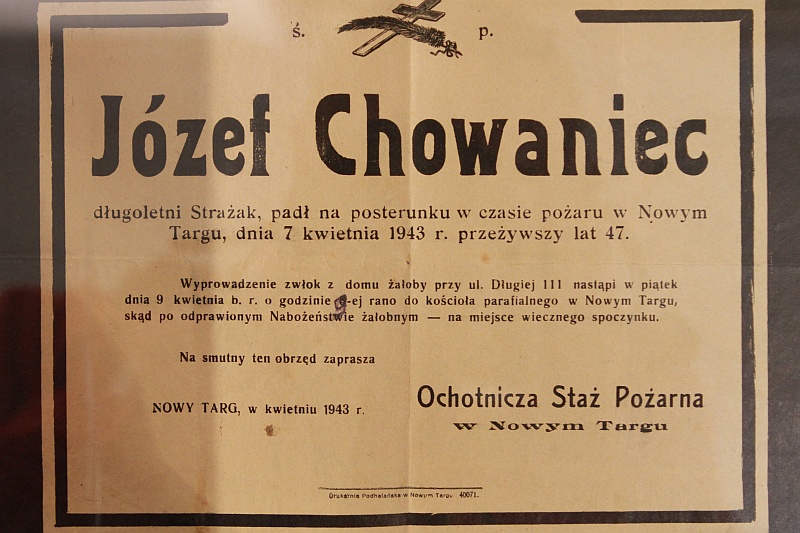 ś. p.
Józef Chowaniec
długoletni Strażak, padł na posterunku w czasie pożaru w Nowym
Targu, dnia 7 kwietnia 1943 r. przeżywszy lat 47.
Wyprowadzenie zwłok z domu żałoby przy ul. Długiej 111 nastąpi w piątek
dnia 9 kwietnia b. r. o godzinie rano do kościoła parafialnego w Nowym Targu,
skąd po odprawionym Nabożeństwie żałobnym — na miejsce wiecznego spoczynku.
Na smutny ten obrzęd zaprasza
NOWY TARG, w kwietniu 1943 r.
Ochotnicza Staż Pożarna
w Nowym Targu
Drukarnia Podhalańska w Nowym Targu 40071.